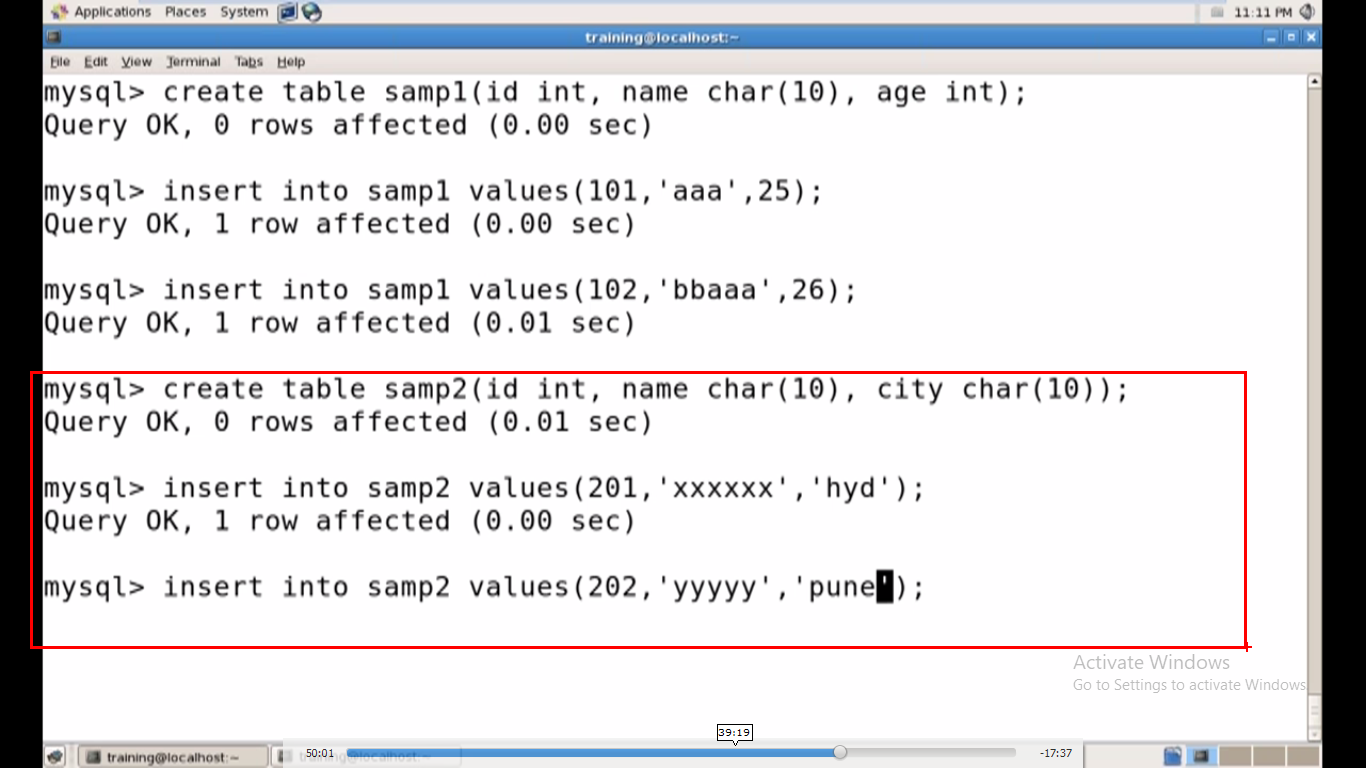 Applications Places System 11:11 PM
training@localhost:~
File Edit View Terminal Tabs Help
mysql> create table samp1(id int, name char(10), age int);
Query OK, 0 rows affected (0.00 sec)
mysql> insert into samp1 values(101,'aaa',25);
Query OK, 1 row affected (0.00 sec)
mysql> insert into samp1 values(102,'bbaaa',26);
Query OK, 1 row affected (0.01 sec)
mysql> create table samp2(id int, name char(10), city char(10));
Query OK, 0 rows affected (0.01 sec)
mysql> insert into samp2 values(201,'xxxxxx','hyd');
Query OK, 1 row affected (0.00 sec)
mysql> insert into samp2 values(202,'yyyyy','pune');
Activate Windows
Go to Settings to activate Windows
39:19
training@localhost:~ training@localhost:~ 50:01 -17:37